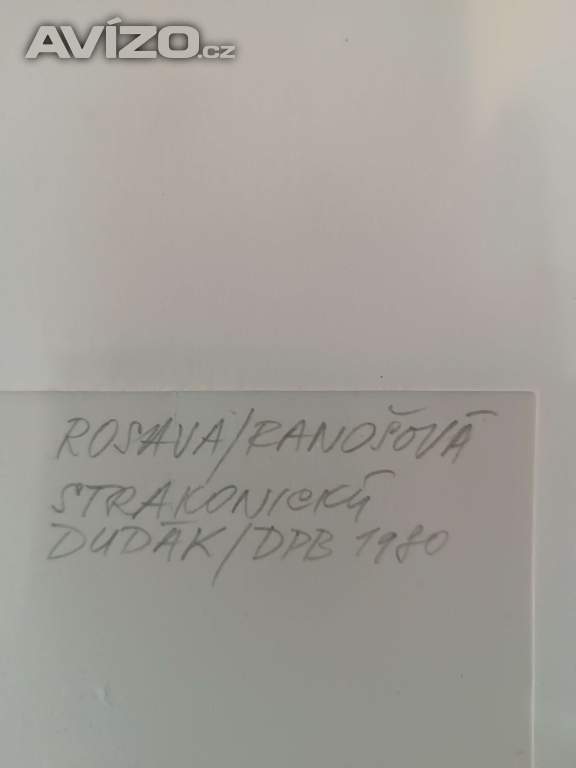 AVÍZO.cz
ROSAVA/RANOŠOVÁ
STRAKONICKÝ
DUDÁK/DPB 1980